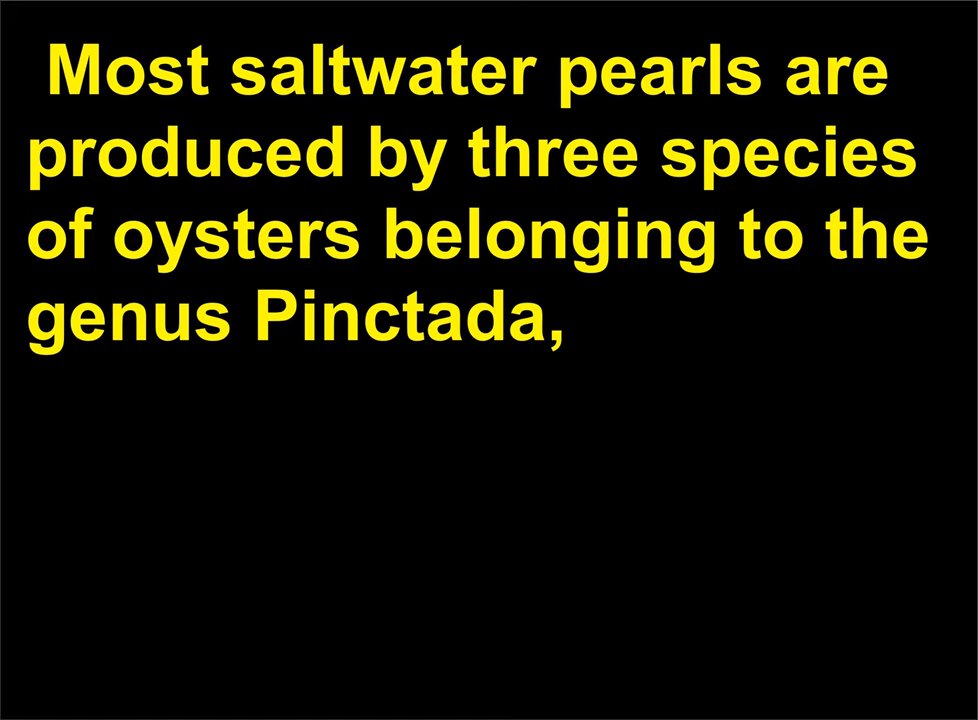 Most saltwater pearls are
produced by three species
of oysters belonging to the
genus Pinctada,